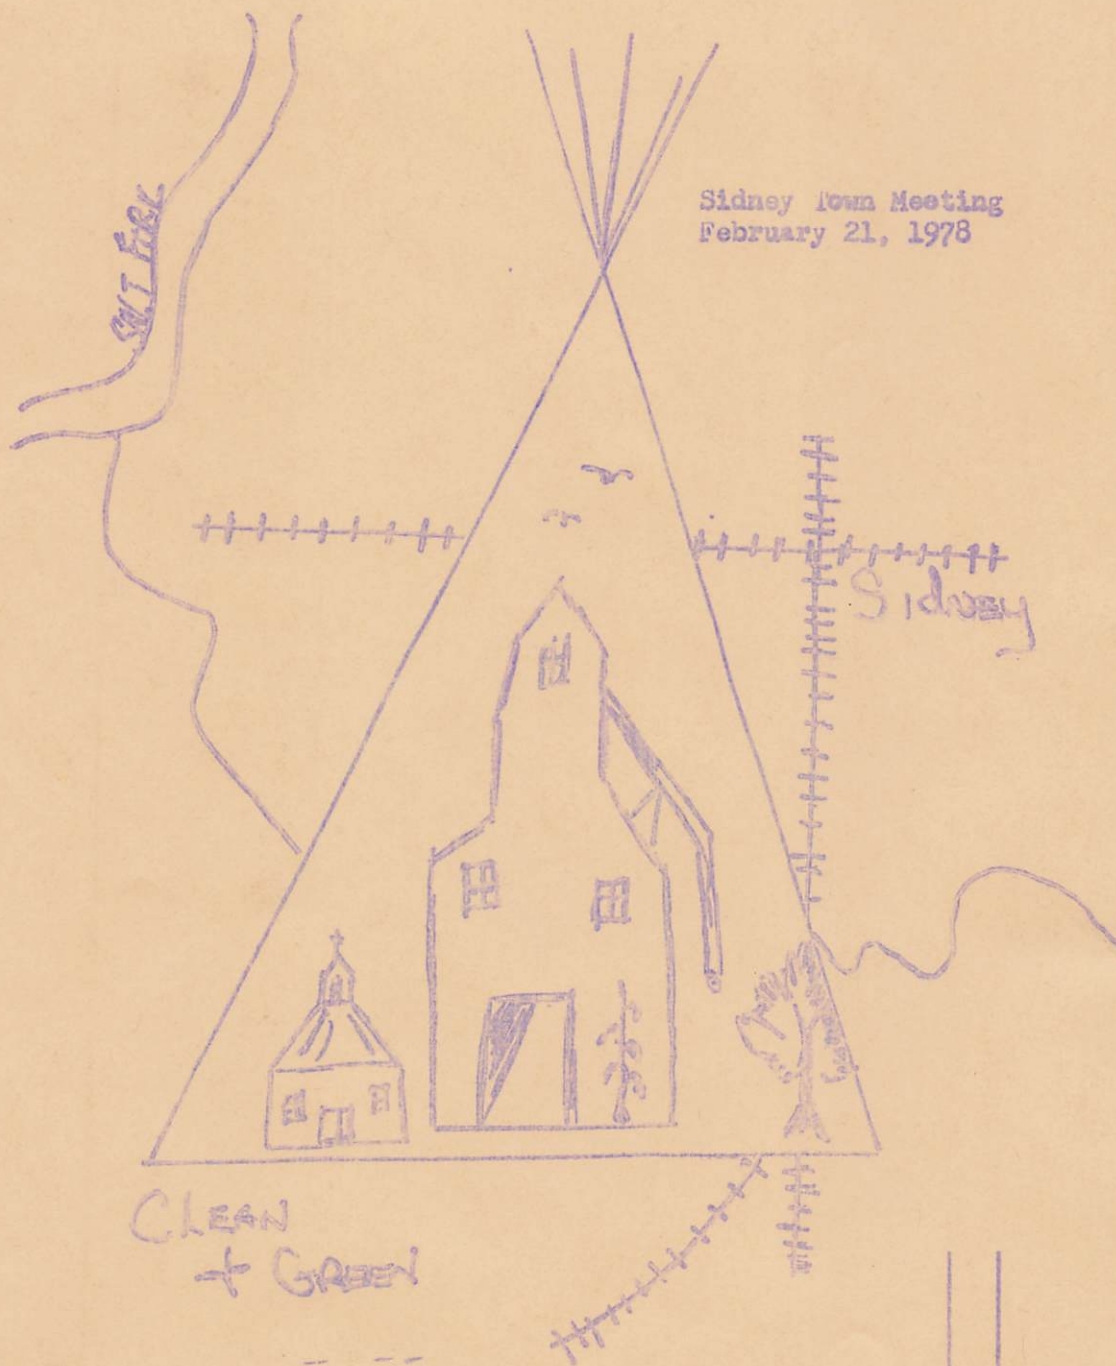 Sidney Town Meeting
February 21, 1978
SALT FORK
Sidney
CLEAN
+ GREEN